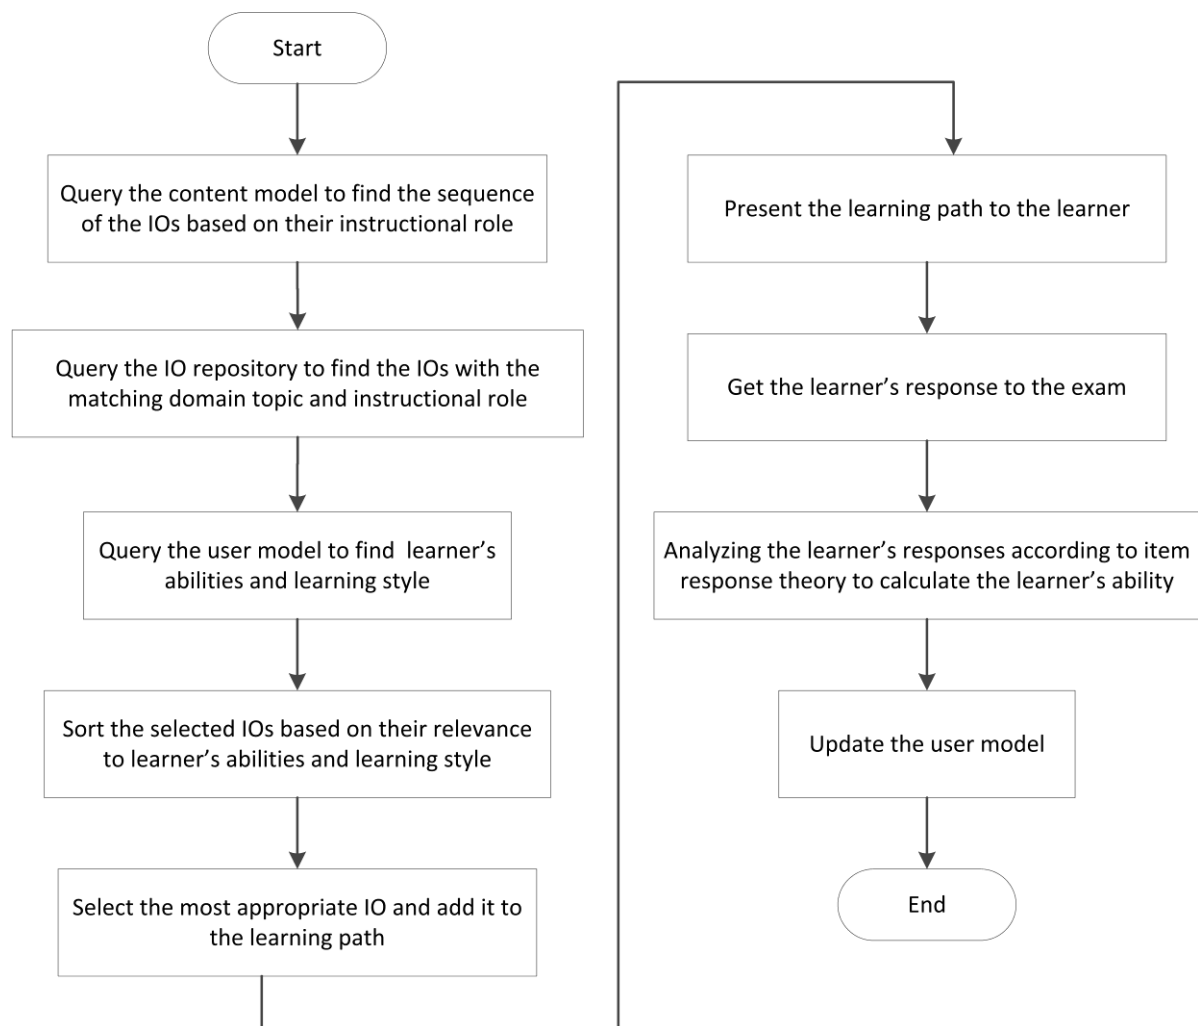 Start
Query the content model to find the sequence
of the IOs based on their instructional role
Query the IO repository to find the IOs with the
matching domain topic and instructional role
Query the user model to find  learner’s
abilities and learning style
Sort the selected IOs based on their relevance
to learner’s abilities and learning style
Select the most appropriate IO and add it to
the learning path
Present the learning path to the learner
Get the learner’s response to the exam
Analyzing the learner’s responses according to item
response theory to calculate the learner’s ability
Update the user model
End